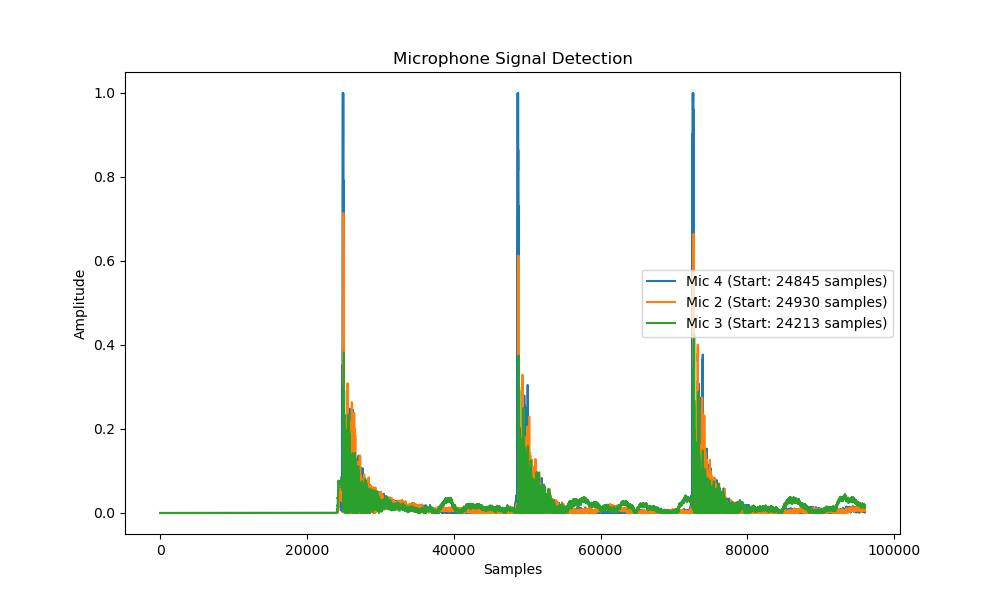 Microphone Signal Detection
1.0
0.8
0.6
0.4
0.2
0.0
Amplitude
Mic 4 (Start: 24845 samples)
Mic 2 (Start: 24930 samples)
Mic 3 (Start: 24213 samples)
0 20000 40000 60000 80000 100000
Samples